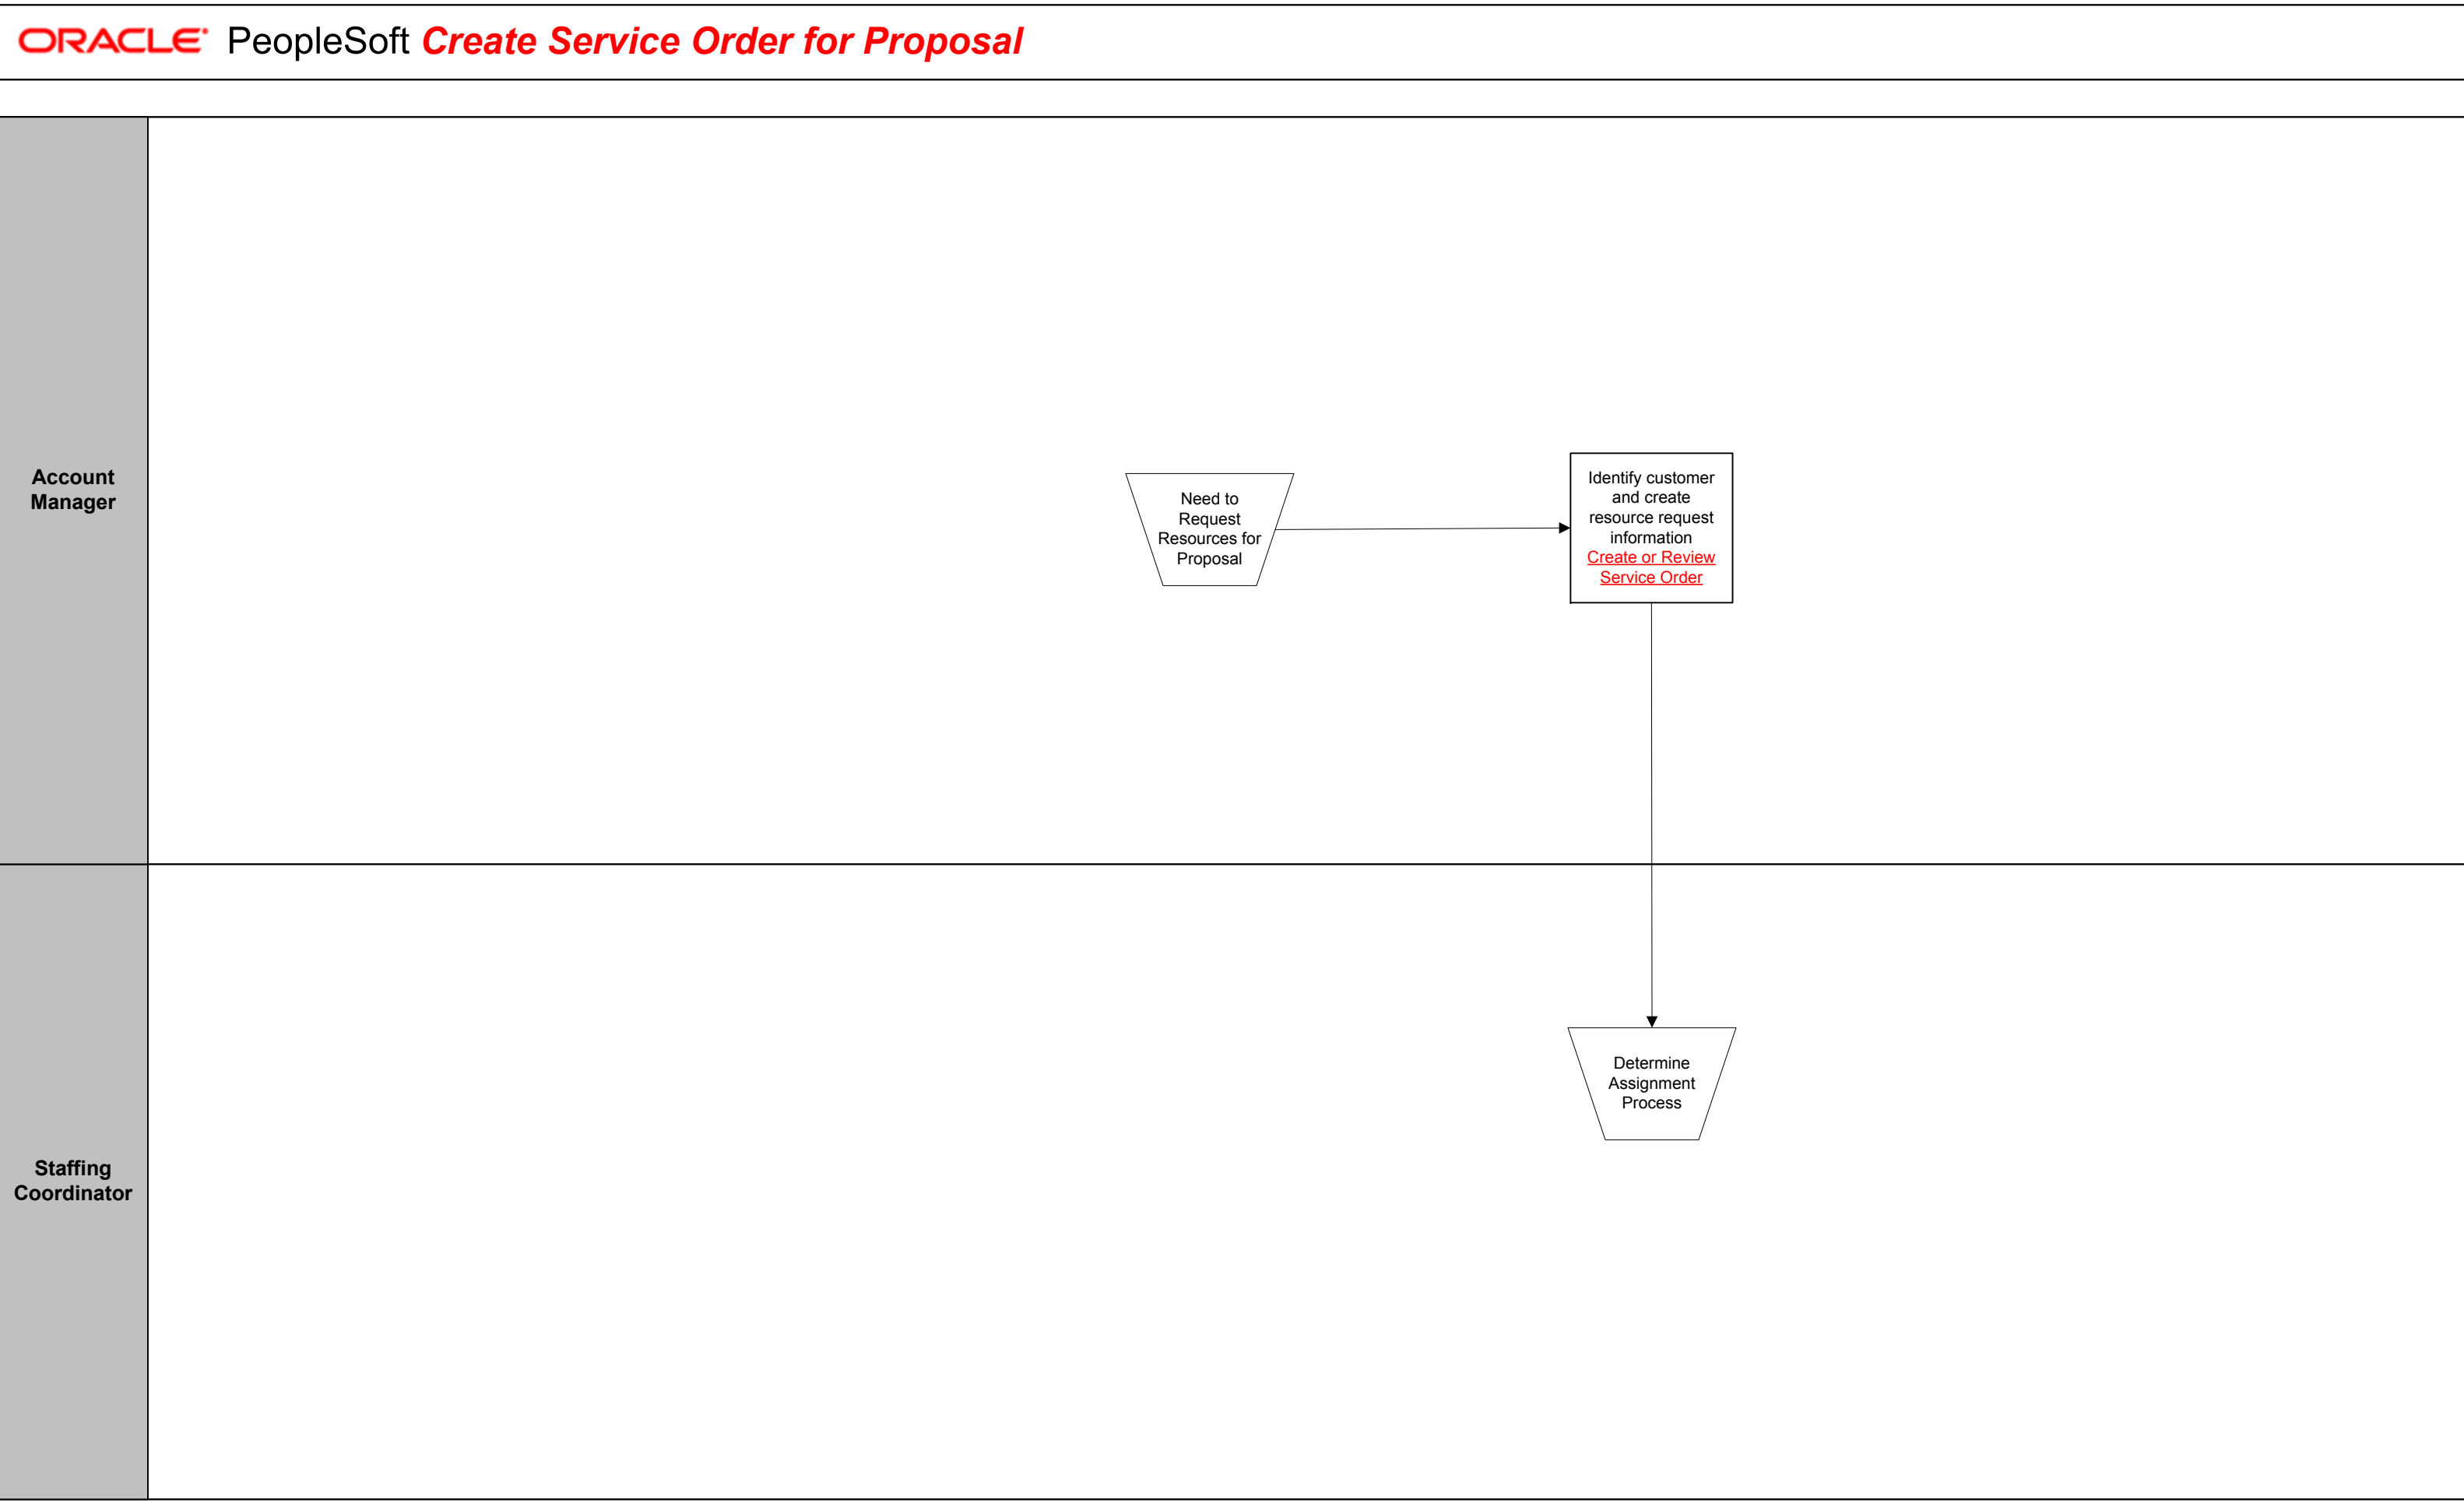 ORACLE® PeopleSoft Create Service Order for Proposal
Account
Manager
Need to
Request
Resources for
Proposal
Identify customer
and create
resource request
information
Create or Review
Service Order
Staffing
Coordinator
Determine
Assignment
Process